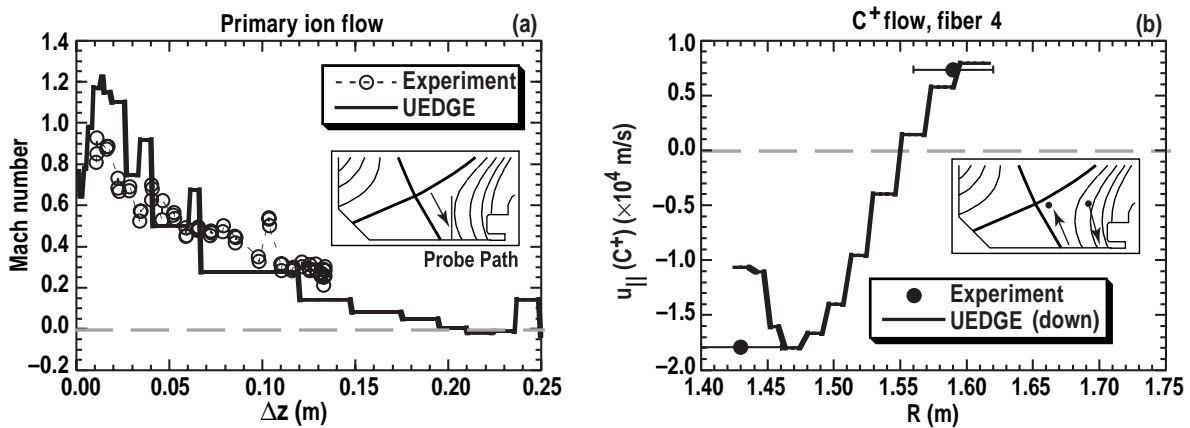 Primary ion flow
(a)
1.4
1.2
1.0
0.8
0.6
0.4
0.2
0.0
−0.2
Mach number
Experiment
UEDGE
Probe Path
0.00
0.05
0.10
0.15
0.20
0.25
Δz (m)
C+ flow, fiber 4
(b)
1.0
0.5
0.0
−0.5
−1.0
−1.5
−2.0
u|| (C+) (×10⁴ m/s)
Experiment
UEDGE (down)
1.40
1.45
1.50
1.55
1.60
1.65
1.70
1.75
R (m)